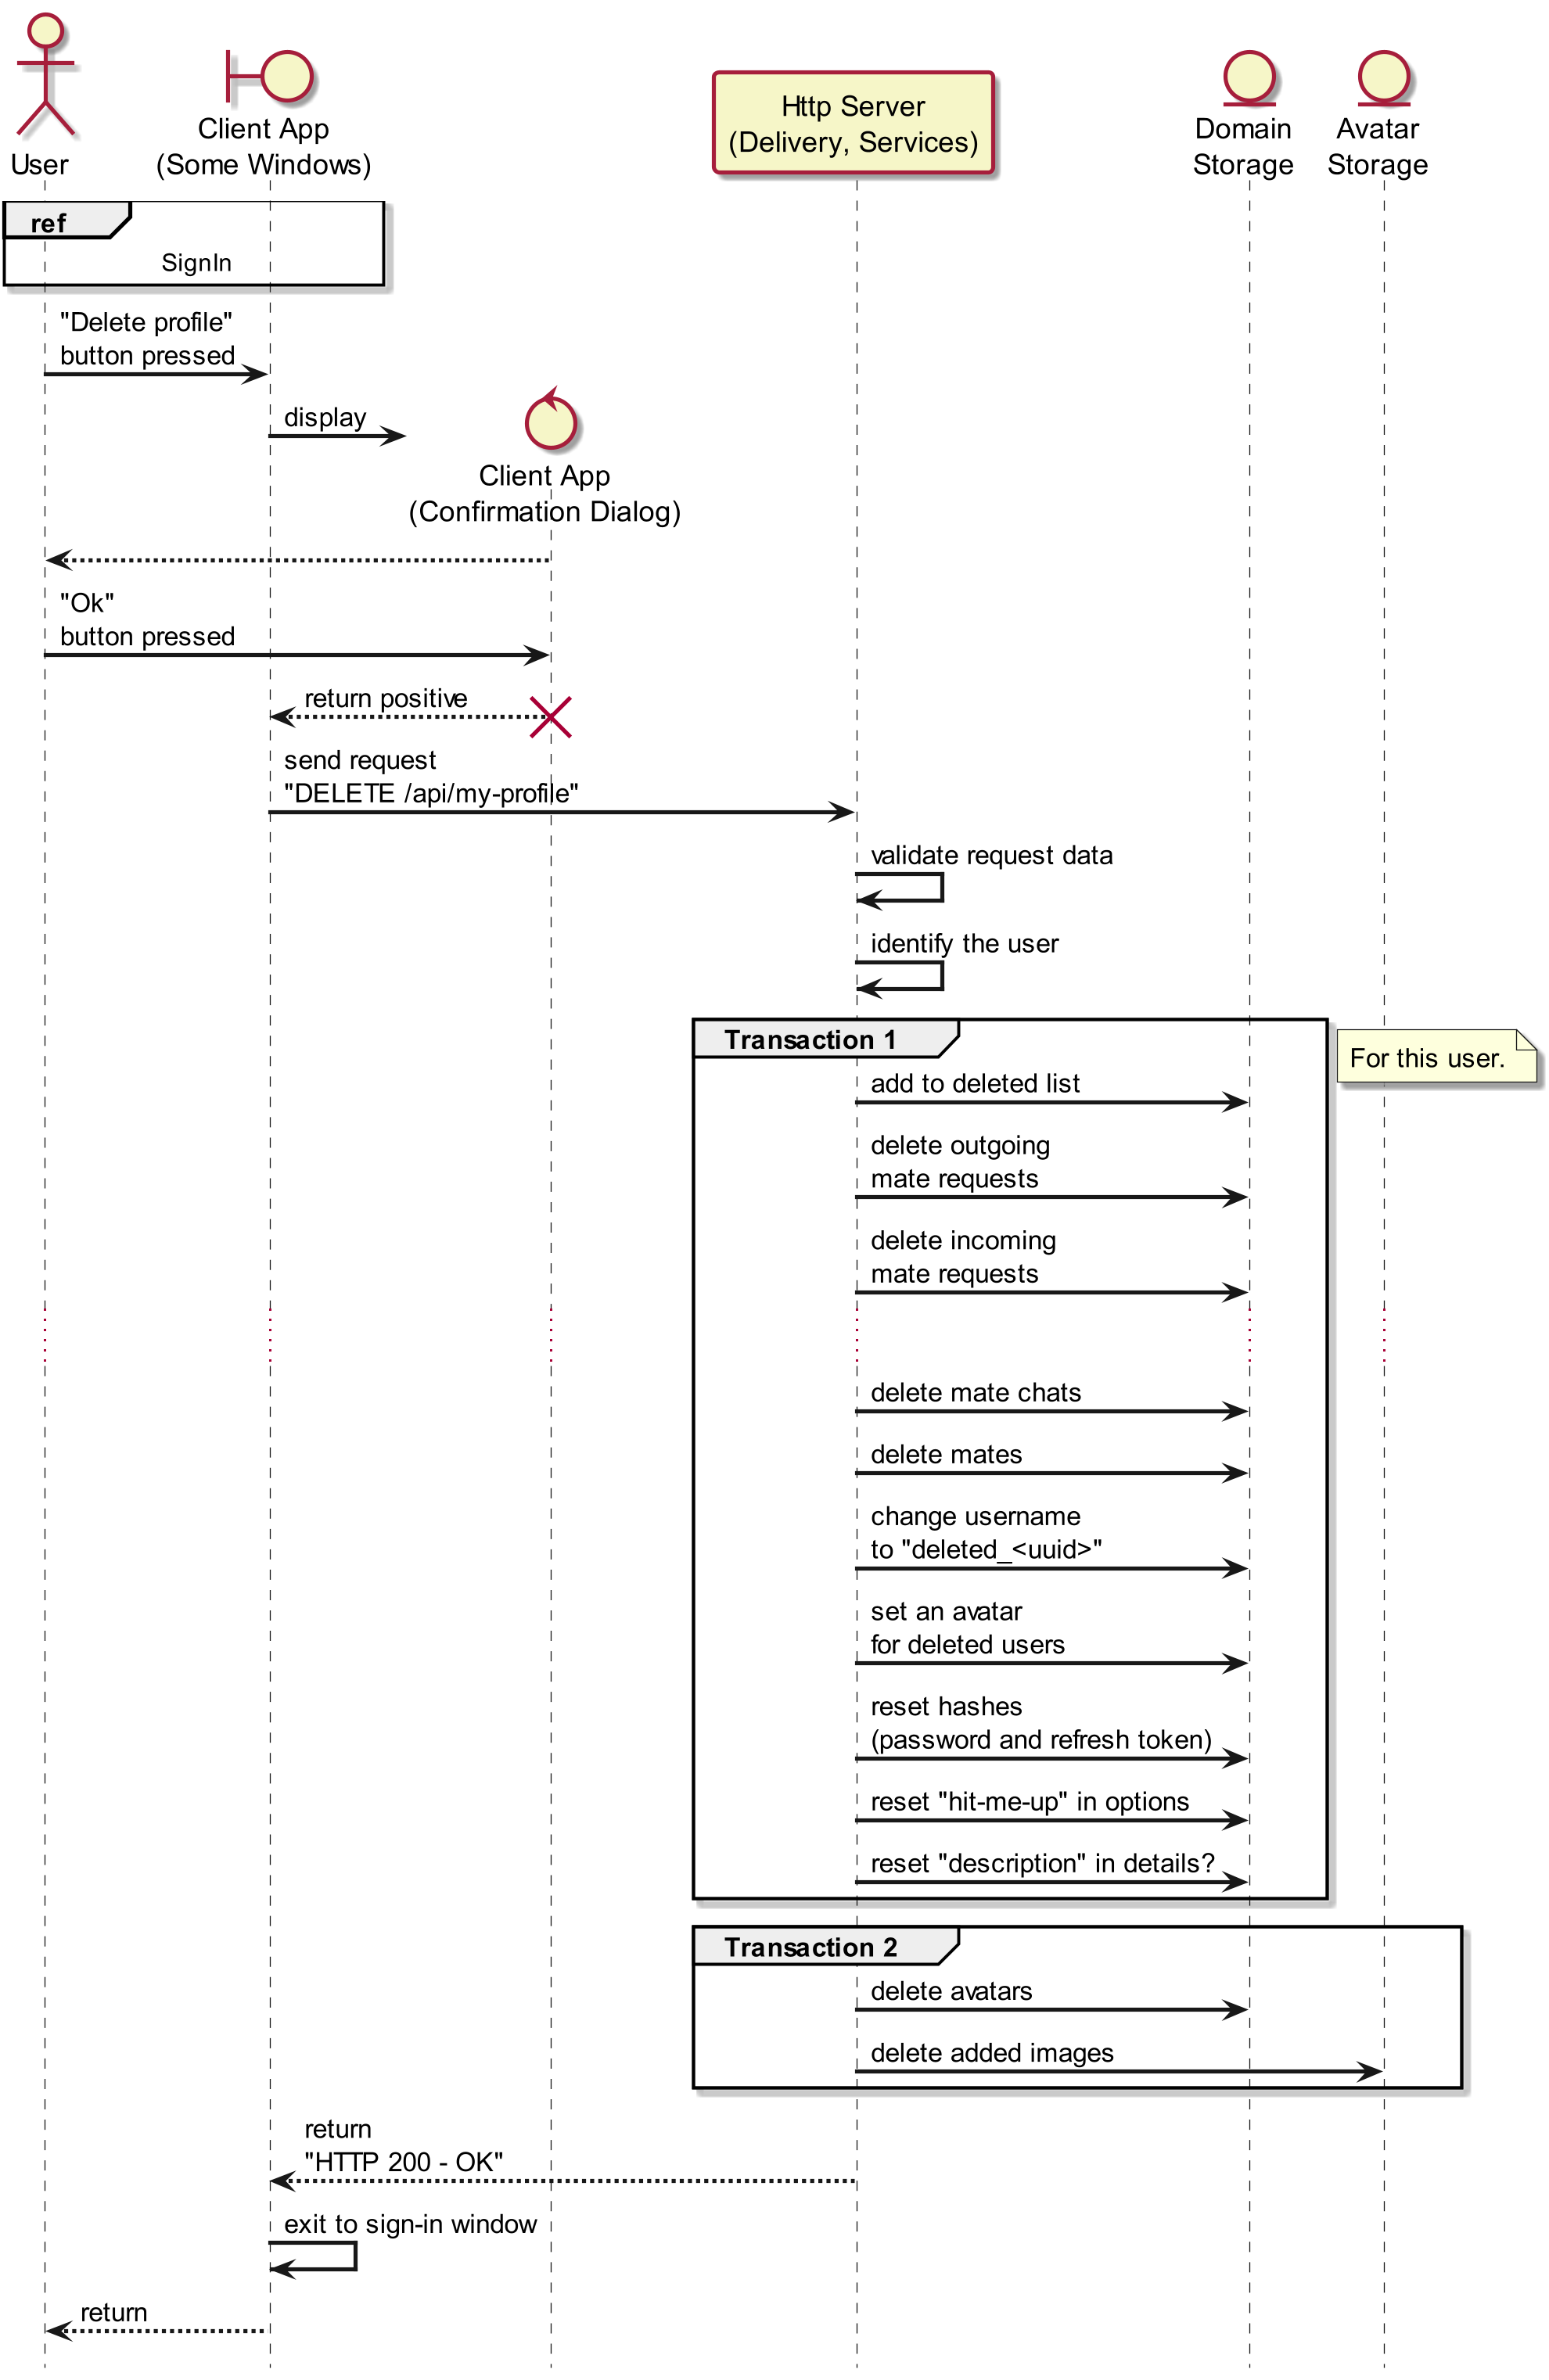 User
Client App
(Some Windows)
Http Server
(Delivery, Services)
Domain
Storage
Avatar
Storage
ref
SignIn
"Delete profile"
button pressed
display
Client App
(Confirmation Dialog)
"Ok"
button pressed
return positive
send request
"DELETE /api/my-profile"
validate request data
identify the user
Transaction 1
For this user.
add to deleted list
delete outgoing
mate requests
delete incoming
mate requests
delete mate chats
delete mates
change username
to "deleted_<uuid>"
set an avatar
for deleted users
reset hashes
(password and refresh token)
reset "hit-me-up" in options
reset "description" in details?
Transaction 2
delete avatars
delete added images
return
"HTTP 200 - OK"
exit to sign-in window
return